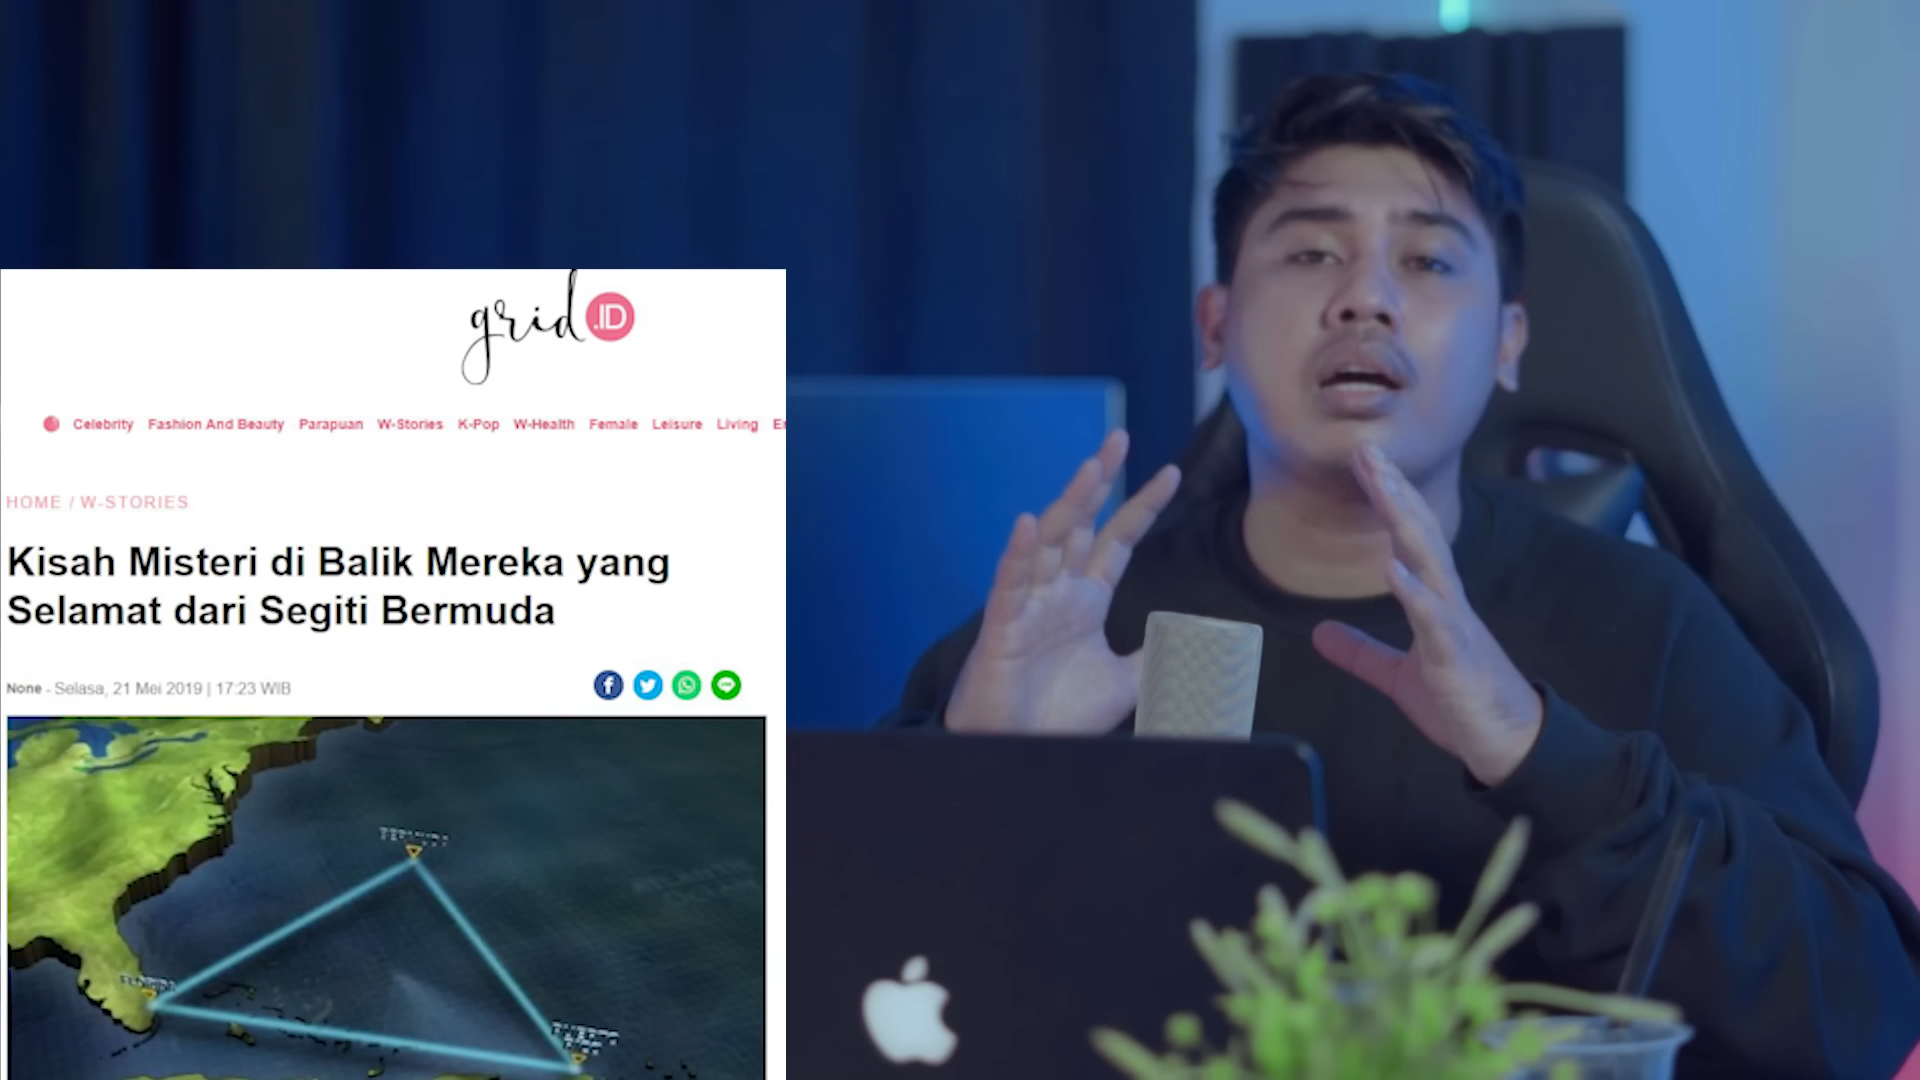 grid.ID
Celebrity Fashion And Beauty Parapuan W-Stories K-Pop W-Health Female Leisure Living
HOME / W-STORIES
Kisah Misteri di Balik Mereka yang
Selamat dari Segiti Bermuda
None - Selasa, 21 Mei 2019 | 17:23 WIB